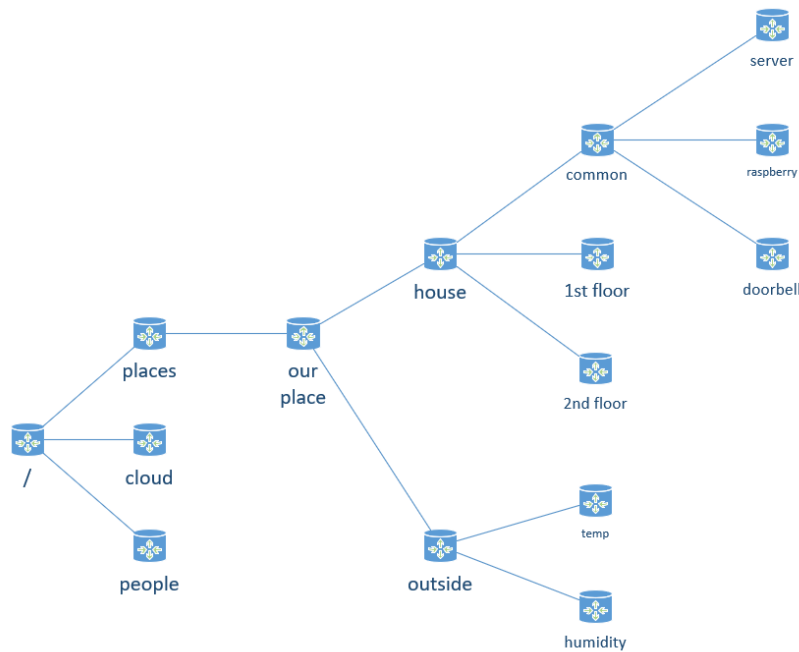 server
common
raspberry
house
1st floor
doorbell
places
our
place
2nd floor
/
cloud
temp
people
outside
humidity